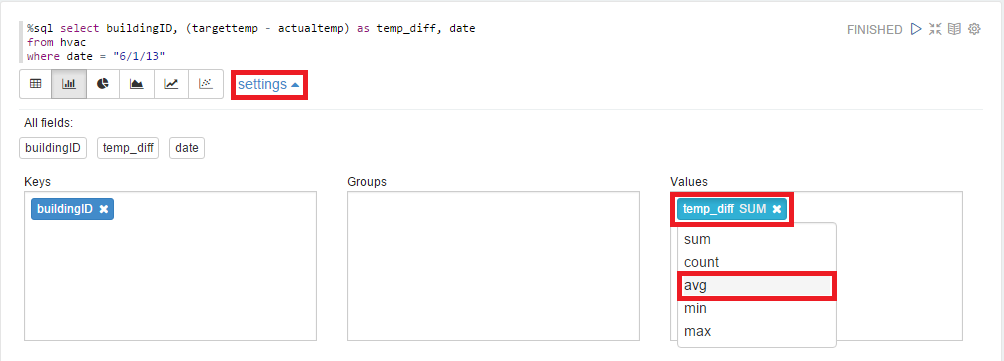 %sql select buildingID, (targettemp - actualtemp) as temp_diff, date
from hvac
where date = "6/1/13"
FINISHED
settings
All fields:
buildingID temp_diff date
Keys Groups Values
buildingID temp_diff SUM
sum
count
avg
min
max